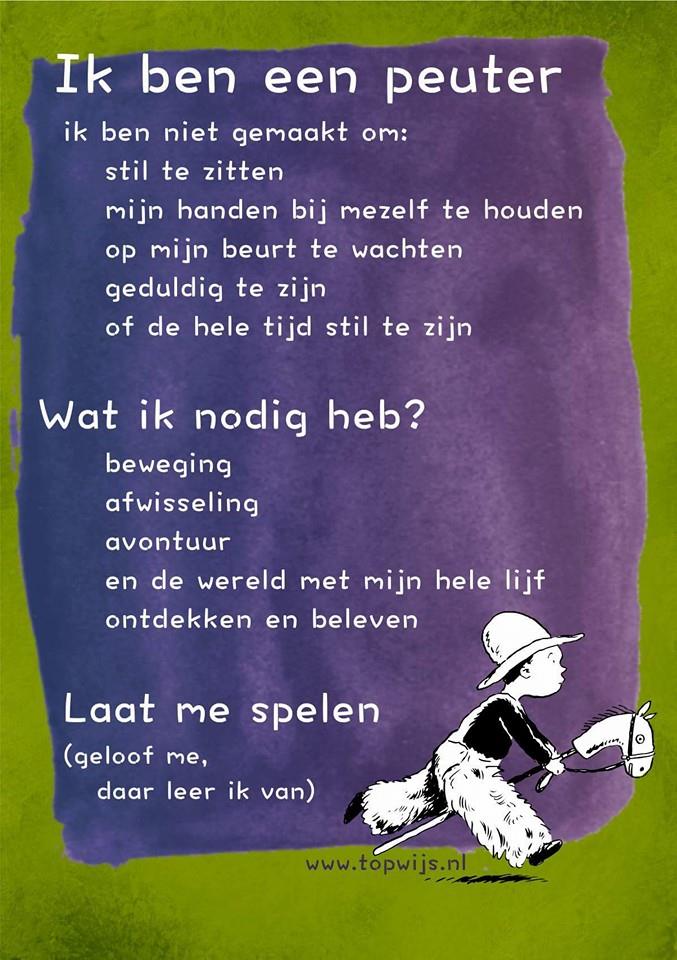 Ik ben een peuter
ik ben niet gemaakt om:
stil te zitten
mijn handen bij mezelf te houden
op mijn beurt te wachten
geduldig te zijn
of de hele tijd stil te zijn
Wat ik nodig heb?
beweging
afwisseling
avontuur
en de wereld met mijn hele lijf
ontdekken en beleven
Laat me spelen
(geloof me,
daar leer ik van)
www.topwijs.nl